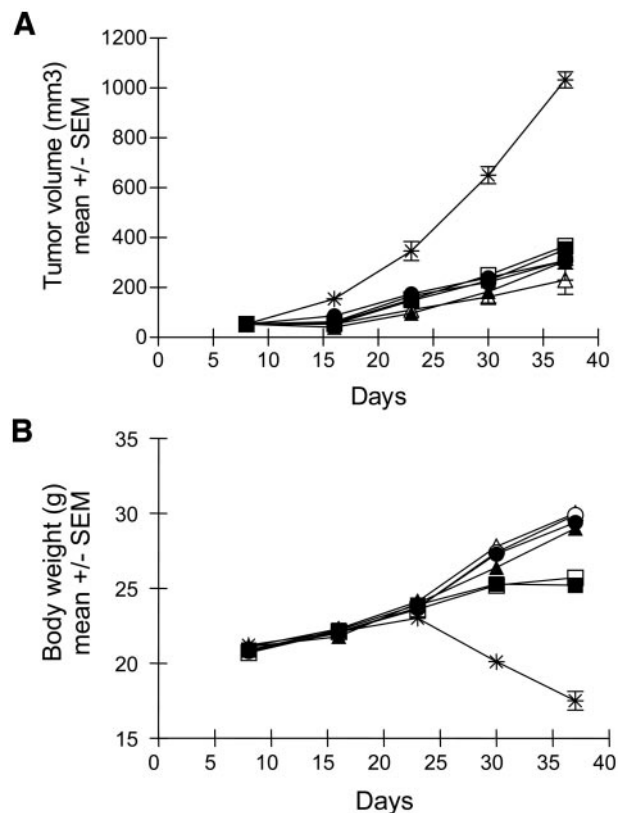 A
Tumor volume (mm3)
mean +/- SEM
1200
1000
800
600
400
200
0
0 5 10 15 20 25 30 35 40
Days
B
Body weight (g)
mean +/- SEM
35
30
25
20
15
0 5 10 15 20 25 30 35 40
Days